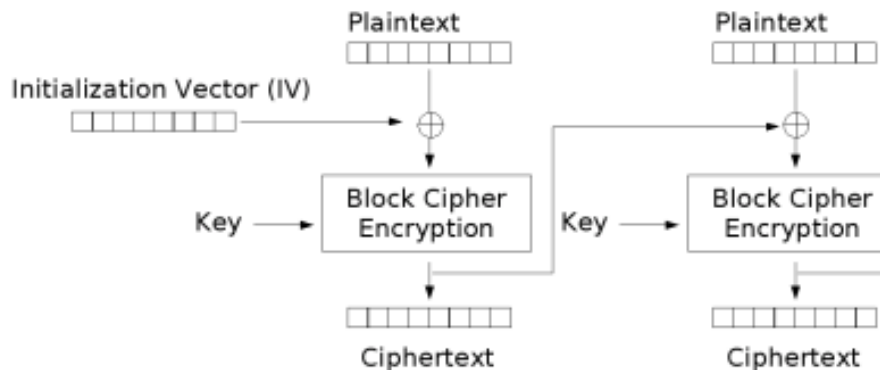 Plaintext
Plaintext
Initialization Vector (IV)
Key
Block Cipher
Encryption
Key
Block Cipher
Encryption
Ciphertext
Ciphertext